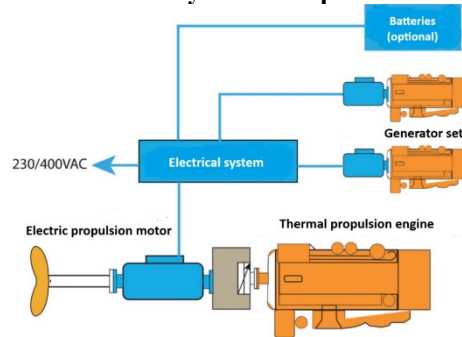 Batteries
(optional)
Generator set
230/400VAC
Electrical system
Electric propulsion motor
Thermal propulsion engine